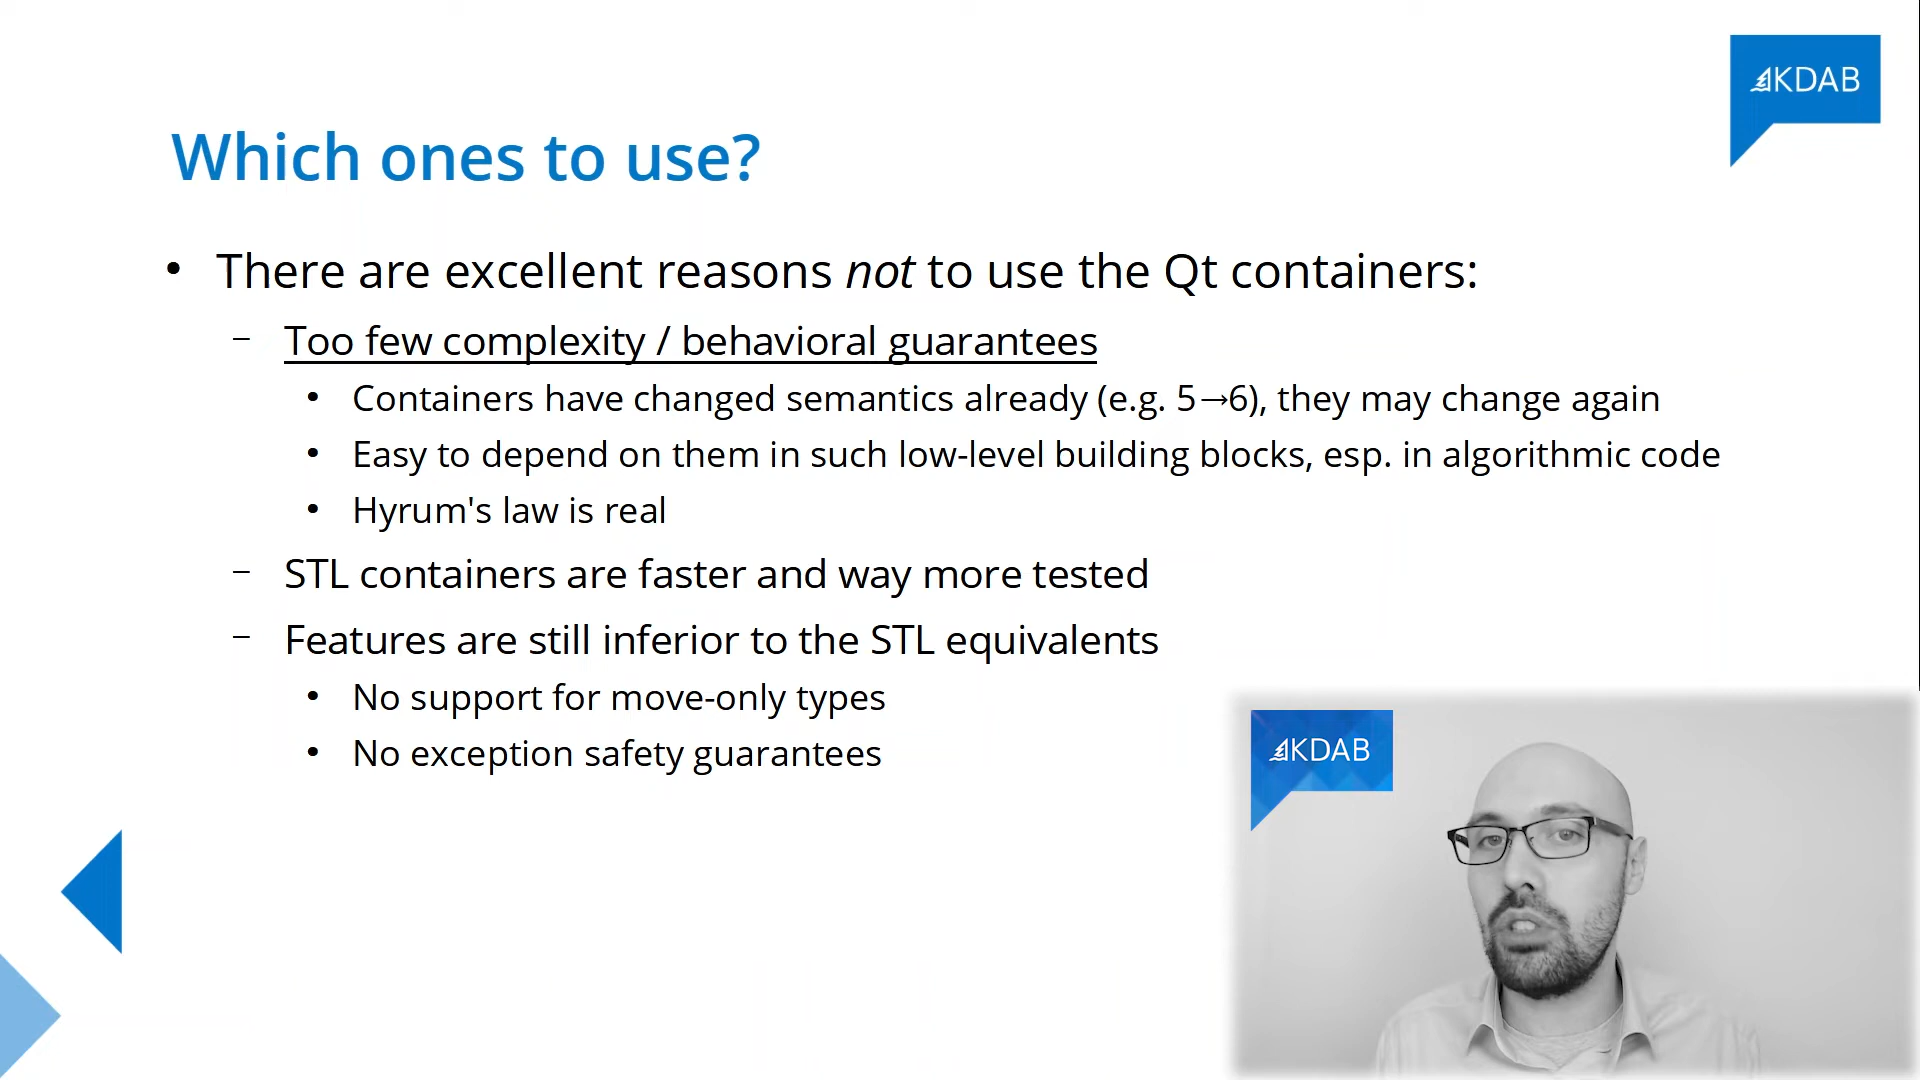 KDAB
Which ones to use?
• There are excellent reasons not to use the Qt containers:
– Too few complexity / behavioral guarantees
• Containers have changed semantics already (e.g. 5→6), they may change again
• Easy to depend on them in such low-level building blocks, esp. in algorithmic code
• Hyrum's law is real
– STL containers are faster and way more tested
– Features are still inferior to the STL equivalents
• No support for move-only types
• No exception safety guarantees
KDAB